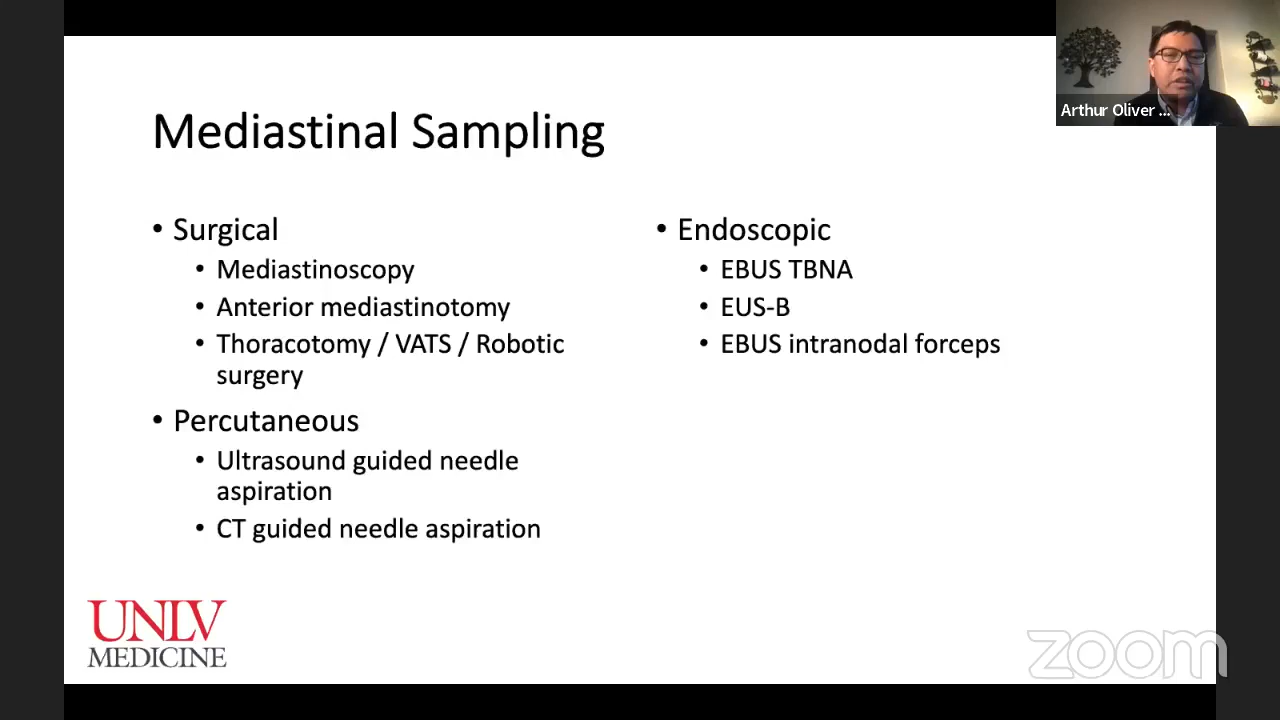 Mediastinal Sampling
• Surgical
• Mediastinoscopy
• Anterior mediastinotomy
• Thoracotomy / VATS / Robotic
surgery
• Percutaneous
• Ultrasound guided needle
aspiration
• CT guided needle aspiration
• Endoscopic
• EBUS TBNA
• EUS-B
• EBUS intranodal forceps
Arthur Oliver ...
UNLV
MEDICINE
zoom